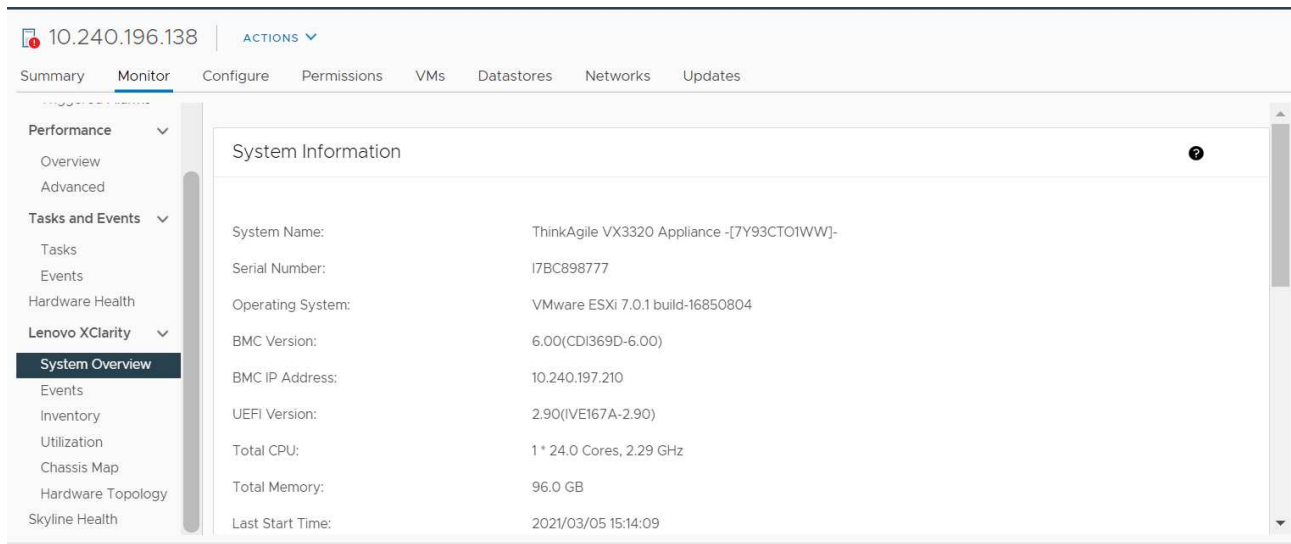 10.240.196.138 ACTIONS
Summary Monitor Configure Permissions VMs Datastores Networks Updates
Performance
Overview
Advanced
Tasks and Events
Tasks
Events
Hardware Health
Lenovo XClarity
System Overview
Events
Inventory
Utilization
Chassis Map
Hardware Topology
Skyline Health
System Information
System Name: ThinkAgile VX3320 Appliance -[7Y93CTO1WW]-
Serial Number: I7BC898777
Operating System: VMware ESXi 7.0.1 build-16850804
BMC Version: 6.00(CDI369D-6.00)
BMC IP Address: 10.240.197.210
UEFI Version: 2.90(IVE167A-2.90)
Total CPU: 1 * 24.0 Cores, 2.29 GHz
Total Memory: 96.0 GB
Last Start Time: 2021/03/05 15:14:09